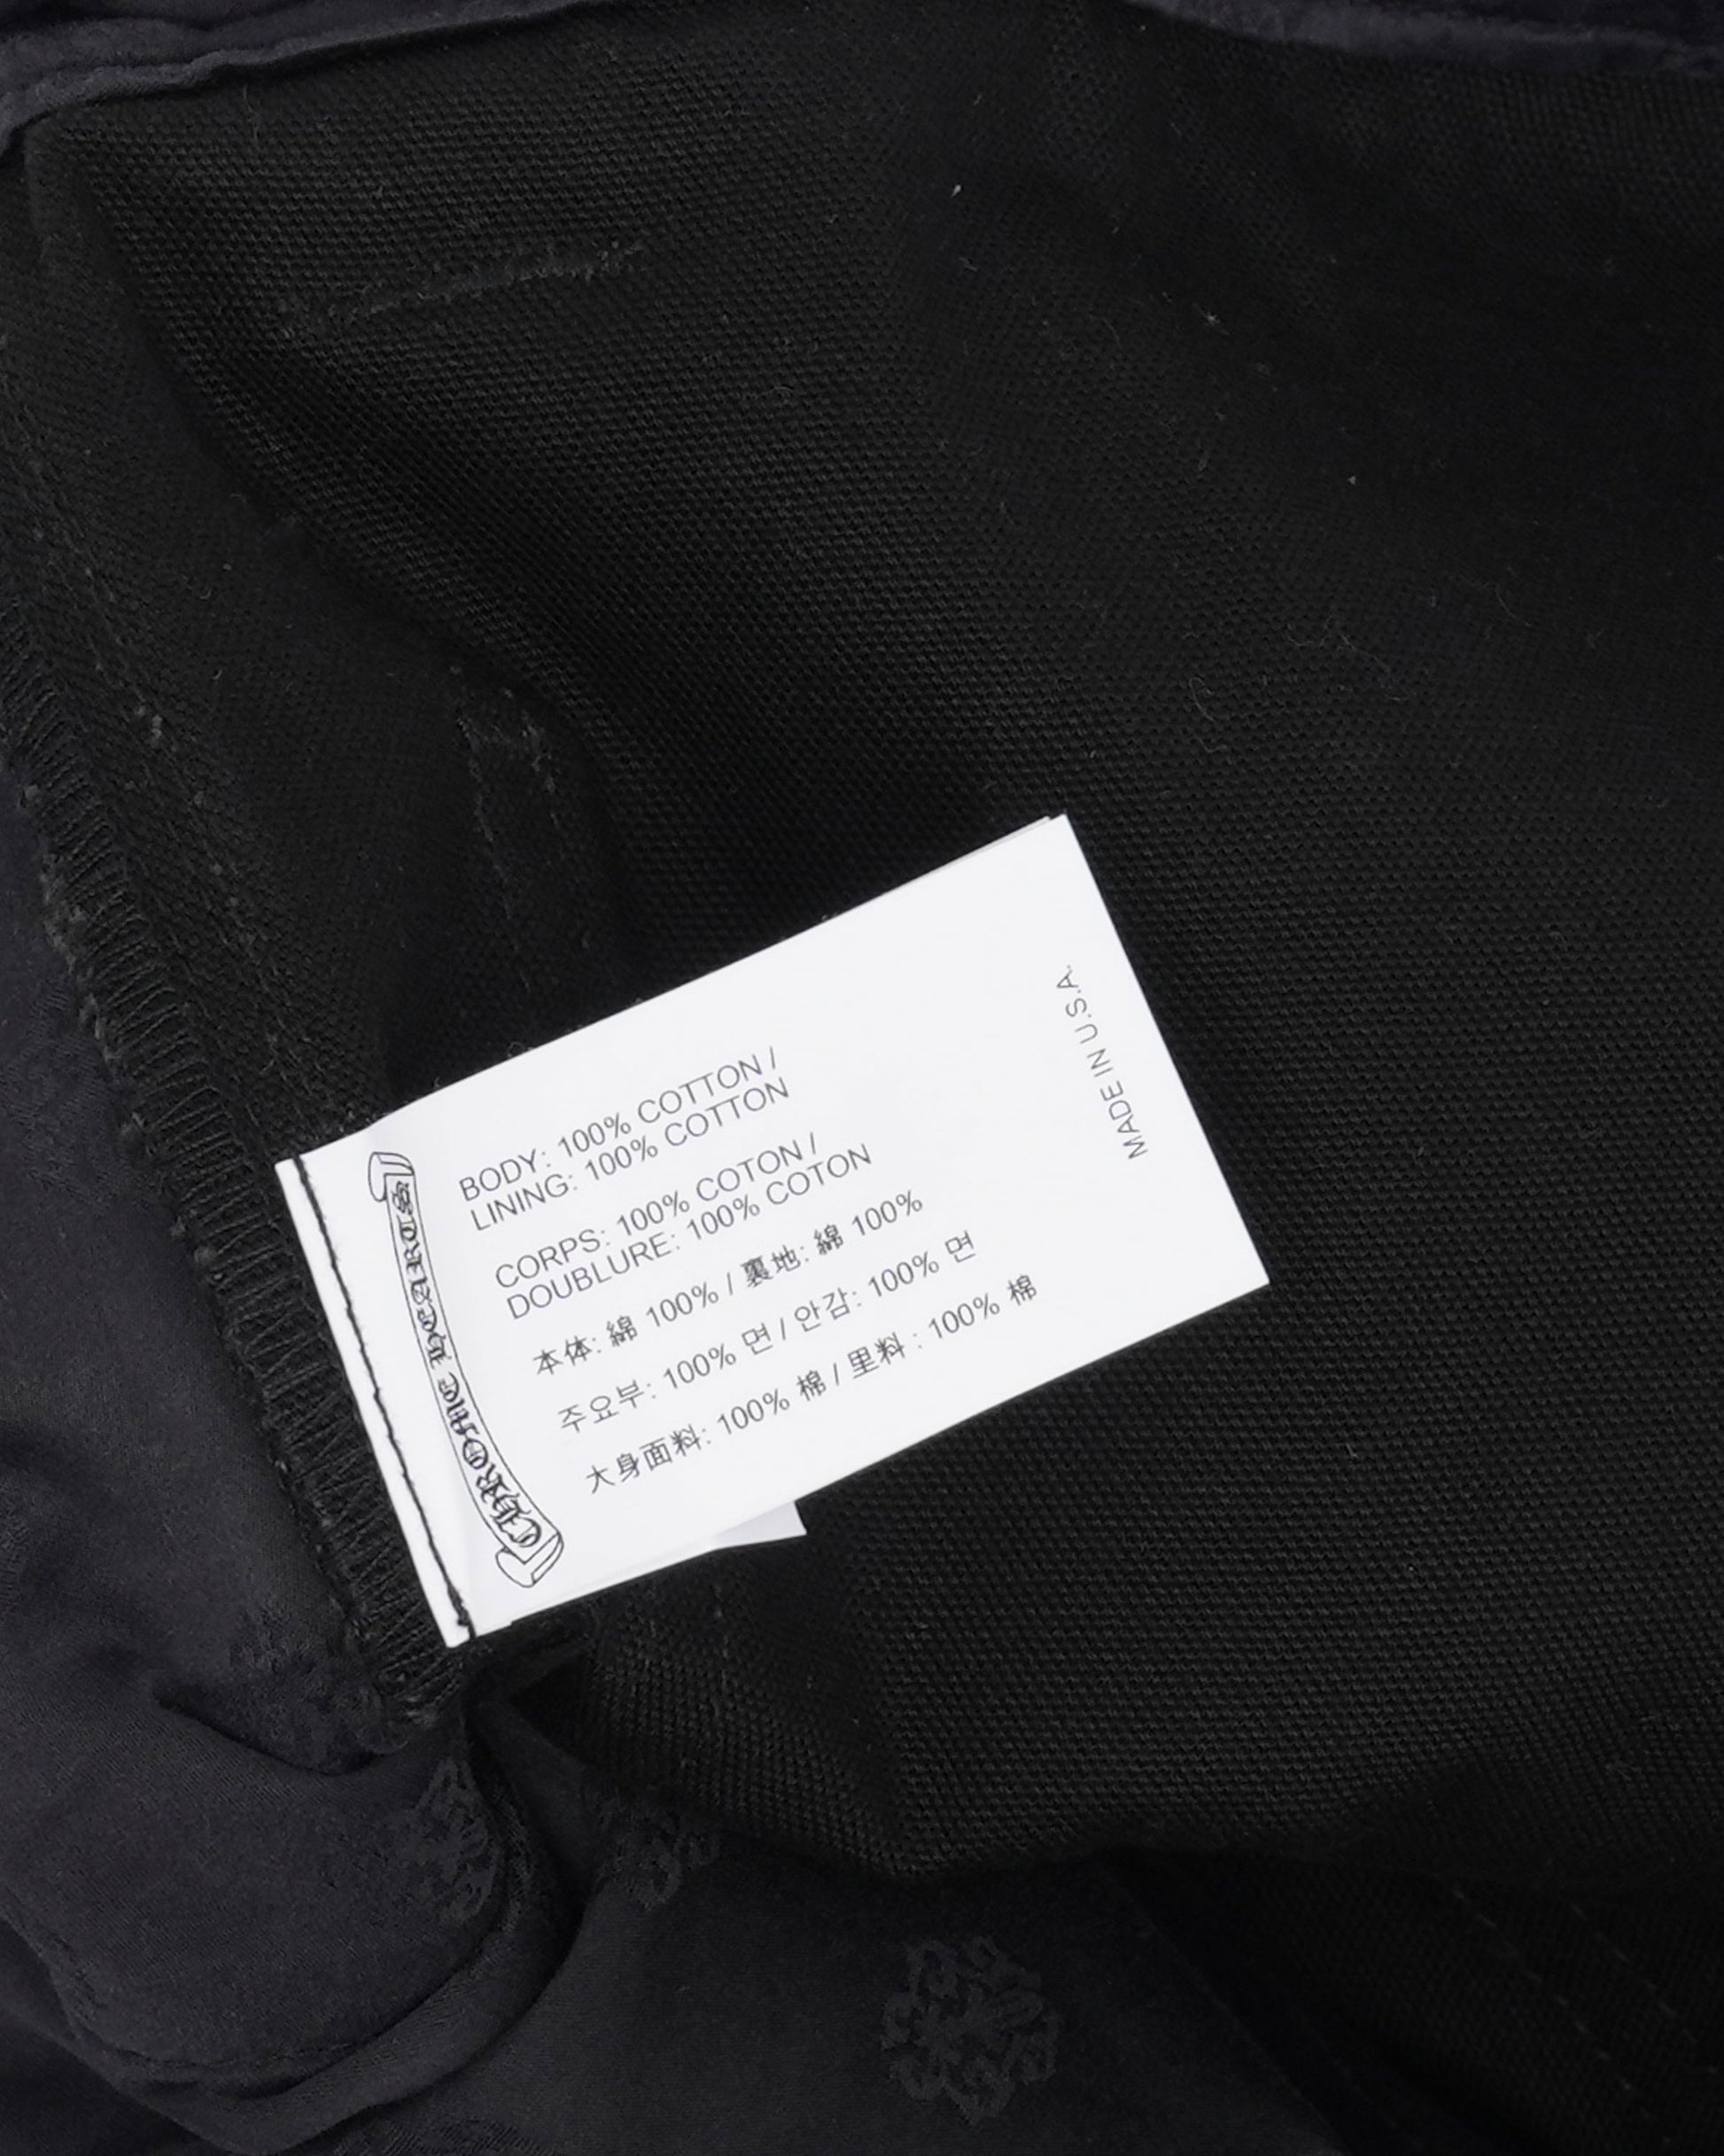 CHROME HEARTS
BODY: 100% COTTON /
LINING: 100% COTTON
CORPS: 100% COTON /
DOUBLURE: 100% COTON
本体: 綿 100% / 裏地: 綿 100%
주요부: 100% 면 / 안감: 100% 면
大身面料: 100% 棉 / 里料 : 100% 棉
MADE IN U.S.A.